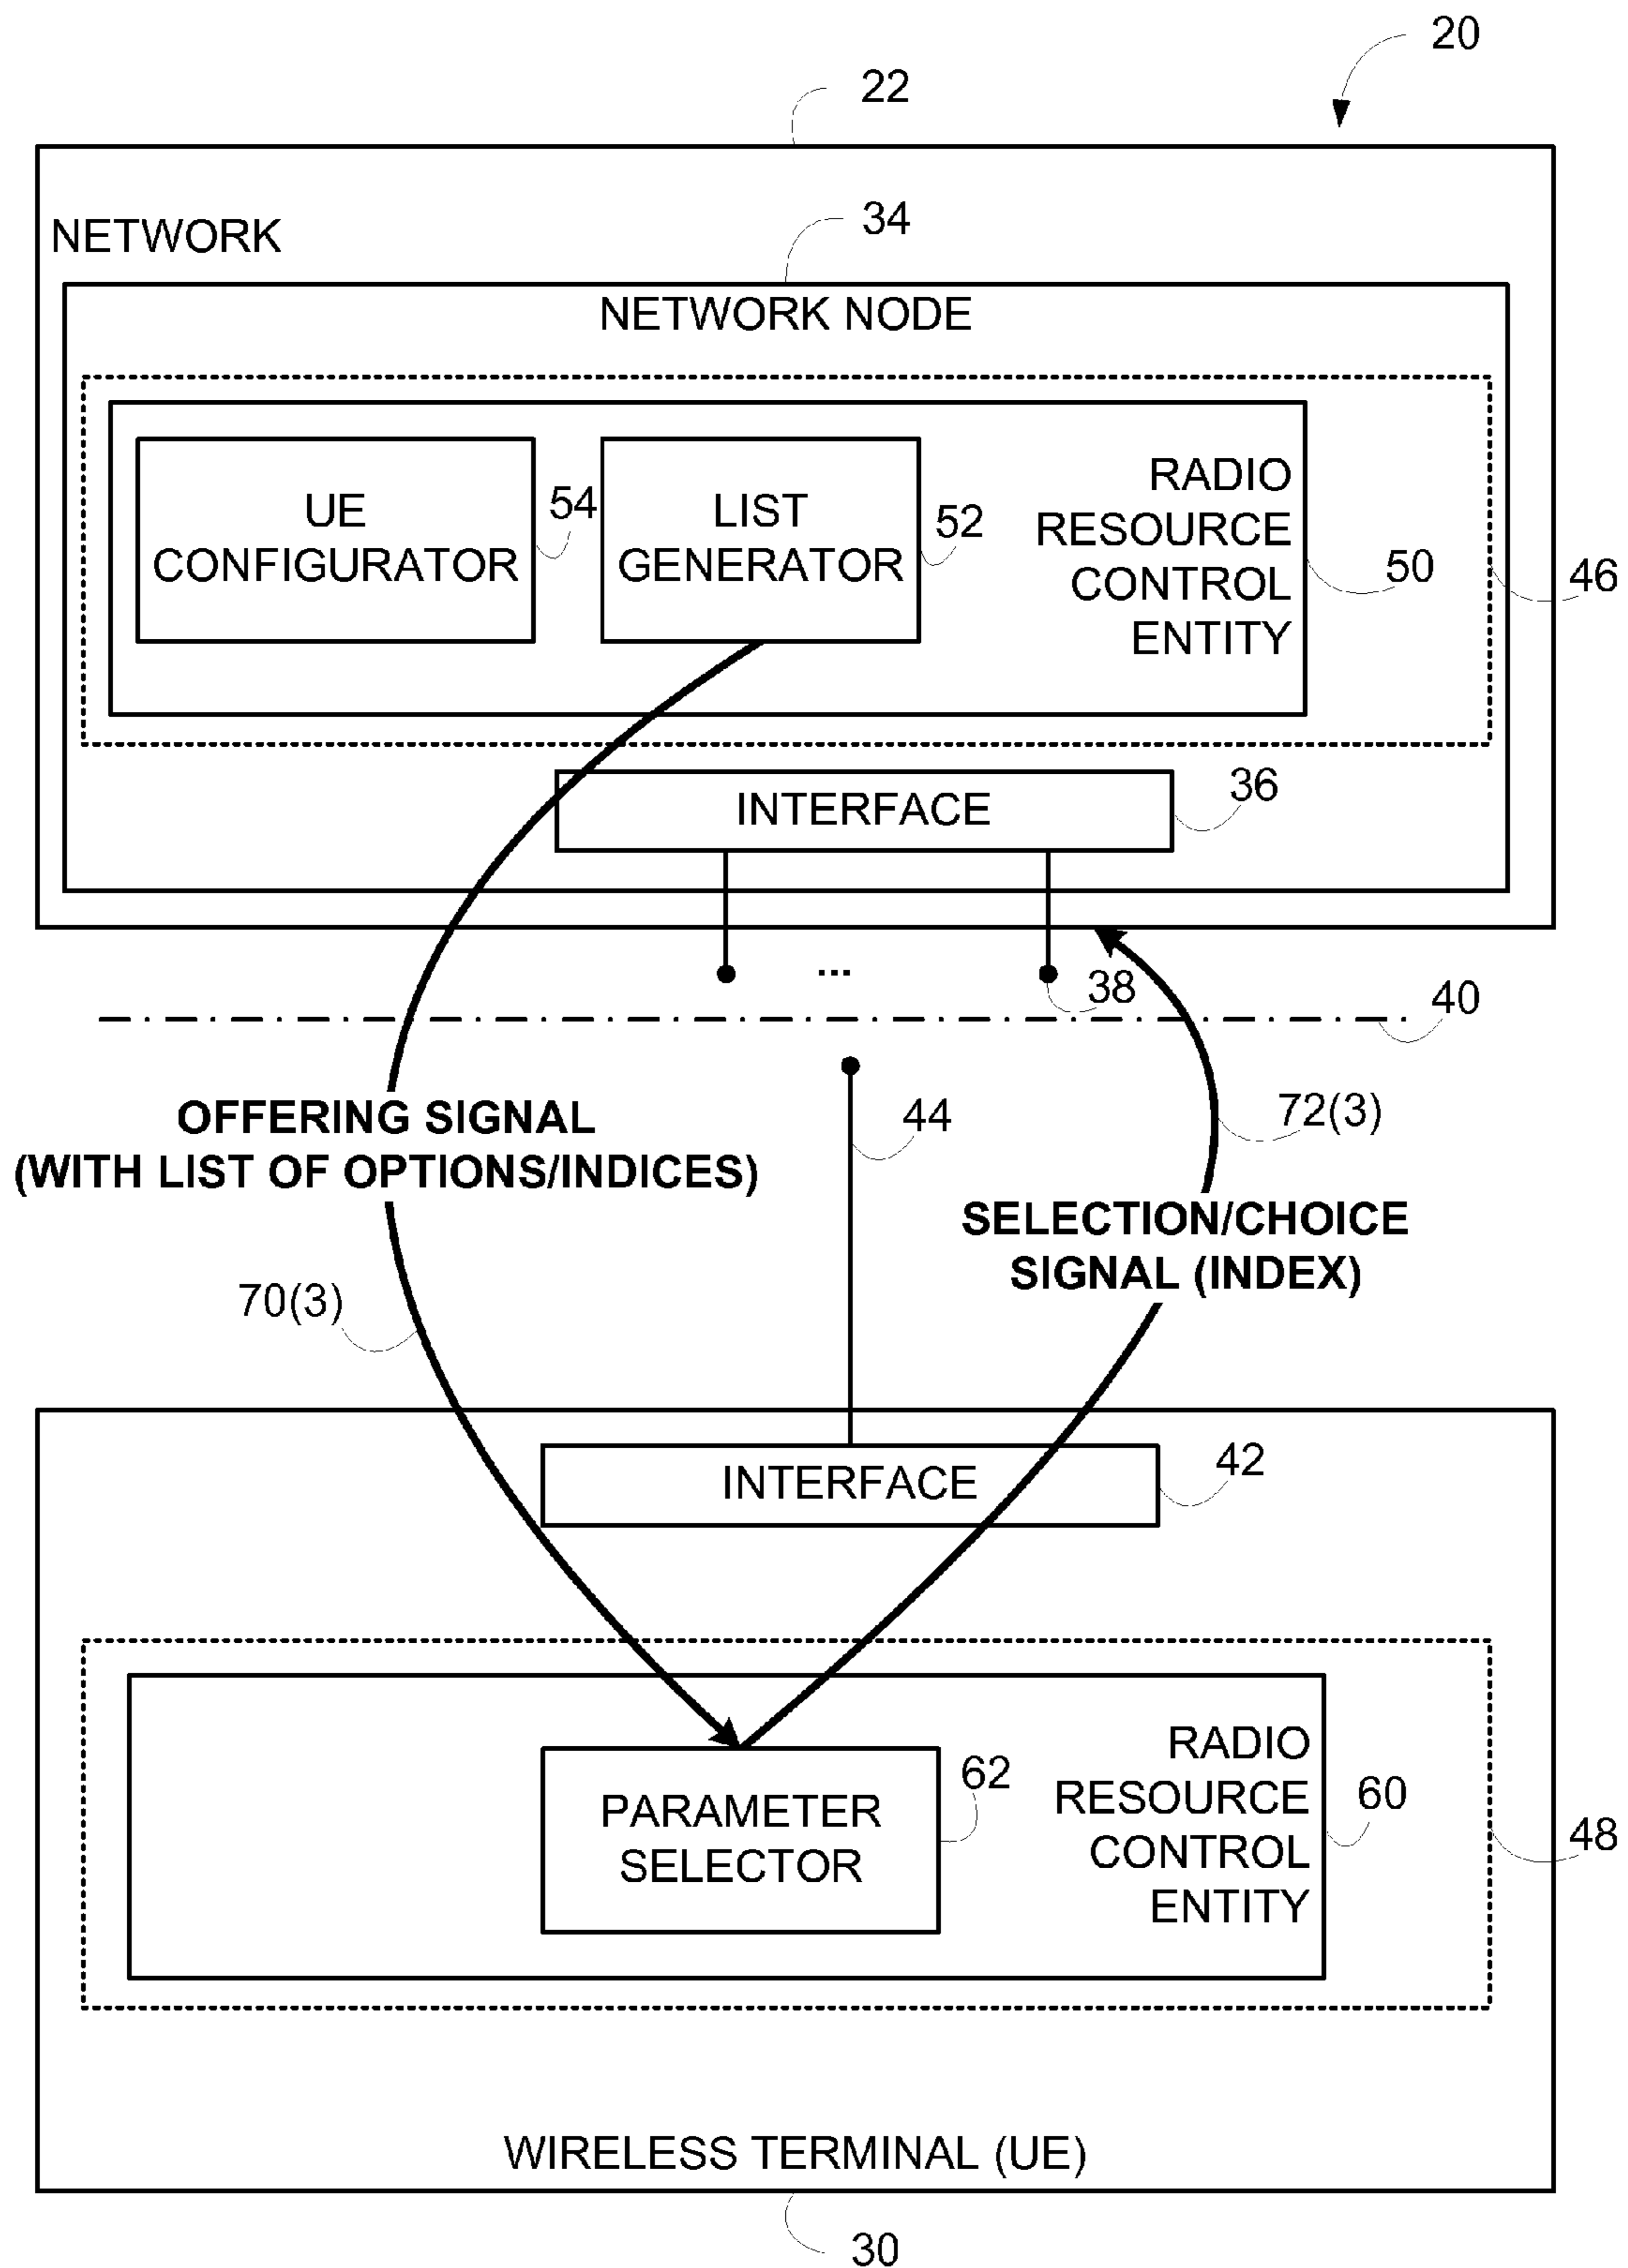 20
22
NETWORK
34
NETWORK NODE
UE
CONFIGURATOR
54
LIST
GENERATOR
52
RADIO
RESOURCE
CONTROL
ENTITY
50
46
INTERFACE
36
...
38
40
44
OFFERING SIGNAL
(WITH LIST OF OPTIONS/INDICES)
72(3)
SELECTION/CHOICE
SIGNAL (INDEX)
70(3)
INTERFACE
42
PARAMETER
SELECTOR
62
RADIO
RESOURCE
CONTROL
ENTITY
60
48
WIRELESS TERMINAL (UE)
30